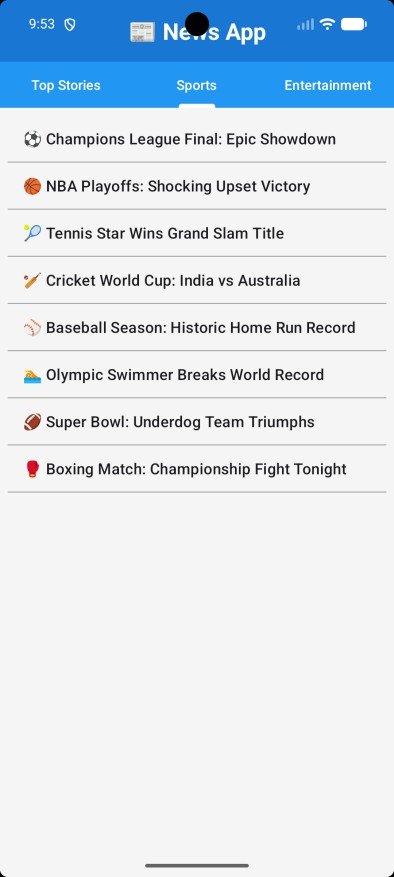 9:53
📰 News App
Top Stories
Sports
Entertainment
⚽ Champions League Final: Epic Showdown
🏀 NBA Playoffs: Shocking Upset Victory
🎾 Tennis Star Wins Grand Slam Title
🏏 Cricket World Cup: India vs Australia
⚾ Baseball Season: Historic Home Run Record
🏊 Olympic Swimmer Breaks World Record
🏈 Super Bowl: Underdog Team Triumphs
🥊 Boxing Match: Championship Fight Tonight